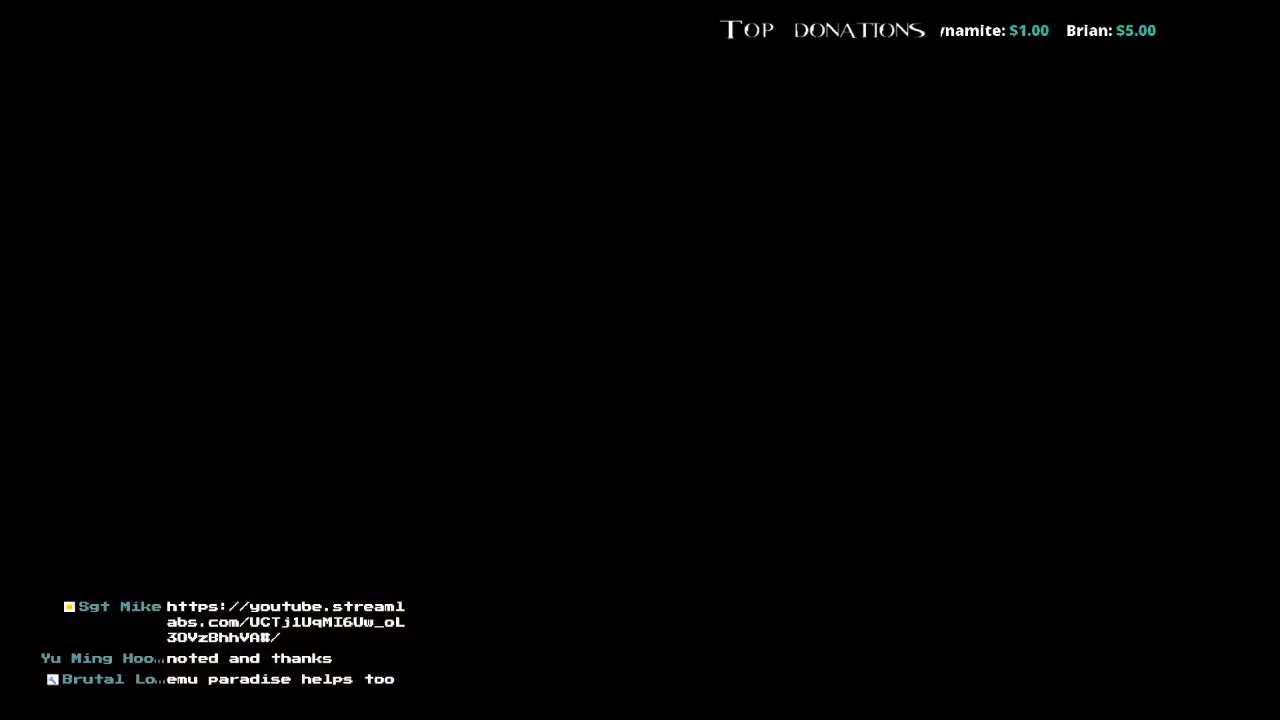 Top donations ynamite: $1.00 Brian: $5.00
Sgt Mike https://youtube.streaml
abs.com/UCTj1UqMI6Uw_oL
3OVzBhhVA#/
Yu Ming Hoo… noted and thanks
Brutal Lo… emu paradise helps too